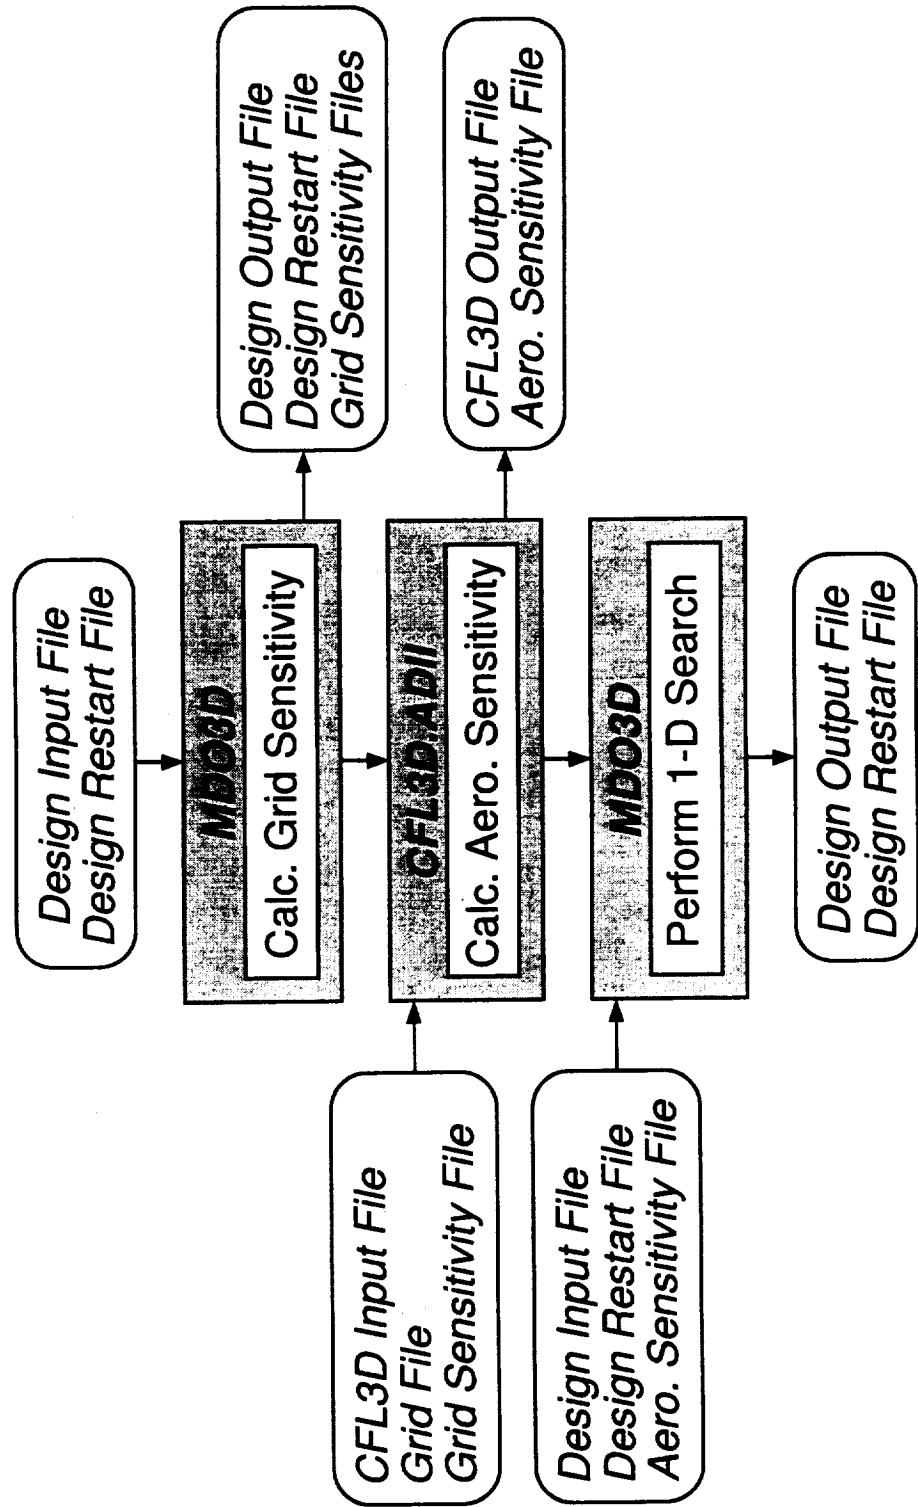 Design Input File
Design Restart File
MDO3D
Calc. Grid Sensitivity
Design Output File
Design Restart File
Grid Sensitivity Files
CFL3D Input File
Grid File
Grid Sensitivity File
CFL3D.ADII
Calc. Aero. Sensitivity
CFL3D Output File
Aero. Sensitivity File
Design Input File
Design Restart File
Aero. Sensitivity File
MDO3D
Perform 1-D Search
Design Output File
Design Restart File